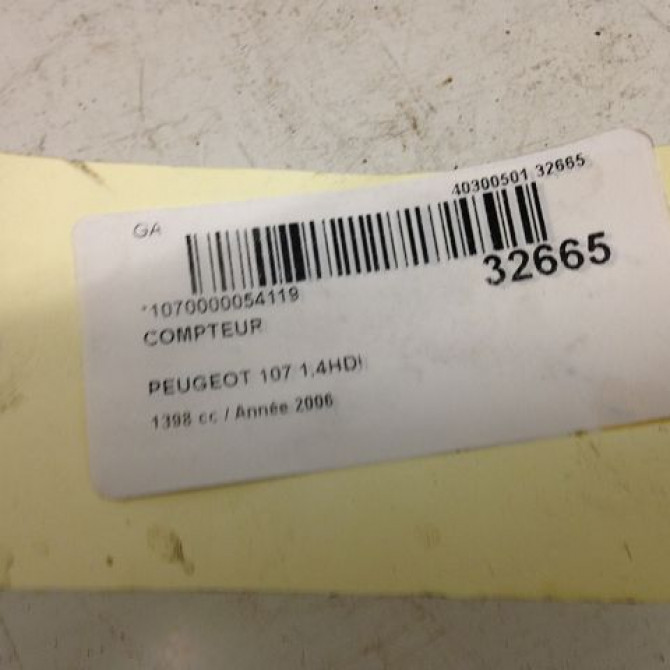 40300501 32665
GA
32665
*1070000054119
COMPTEUR
PEUGEOT 107 1.4HDI
1398 cc / Année 2006